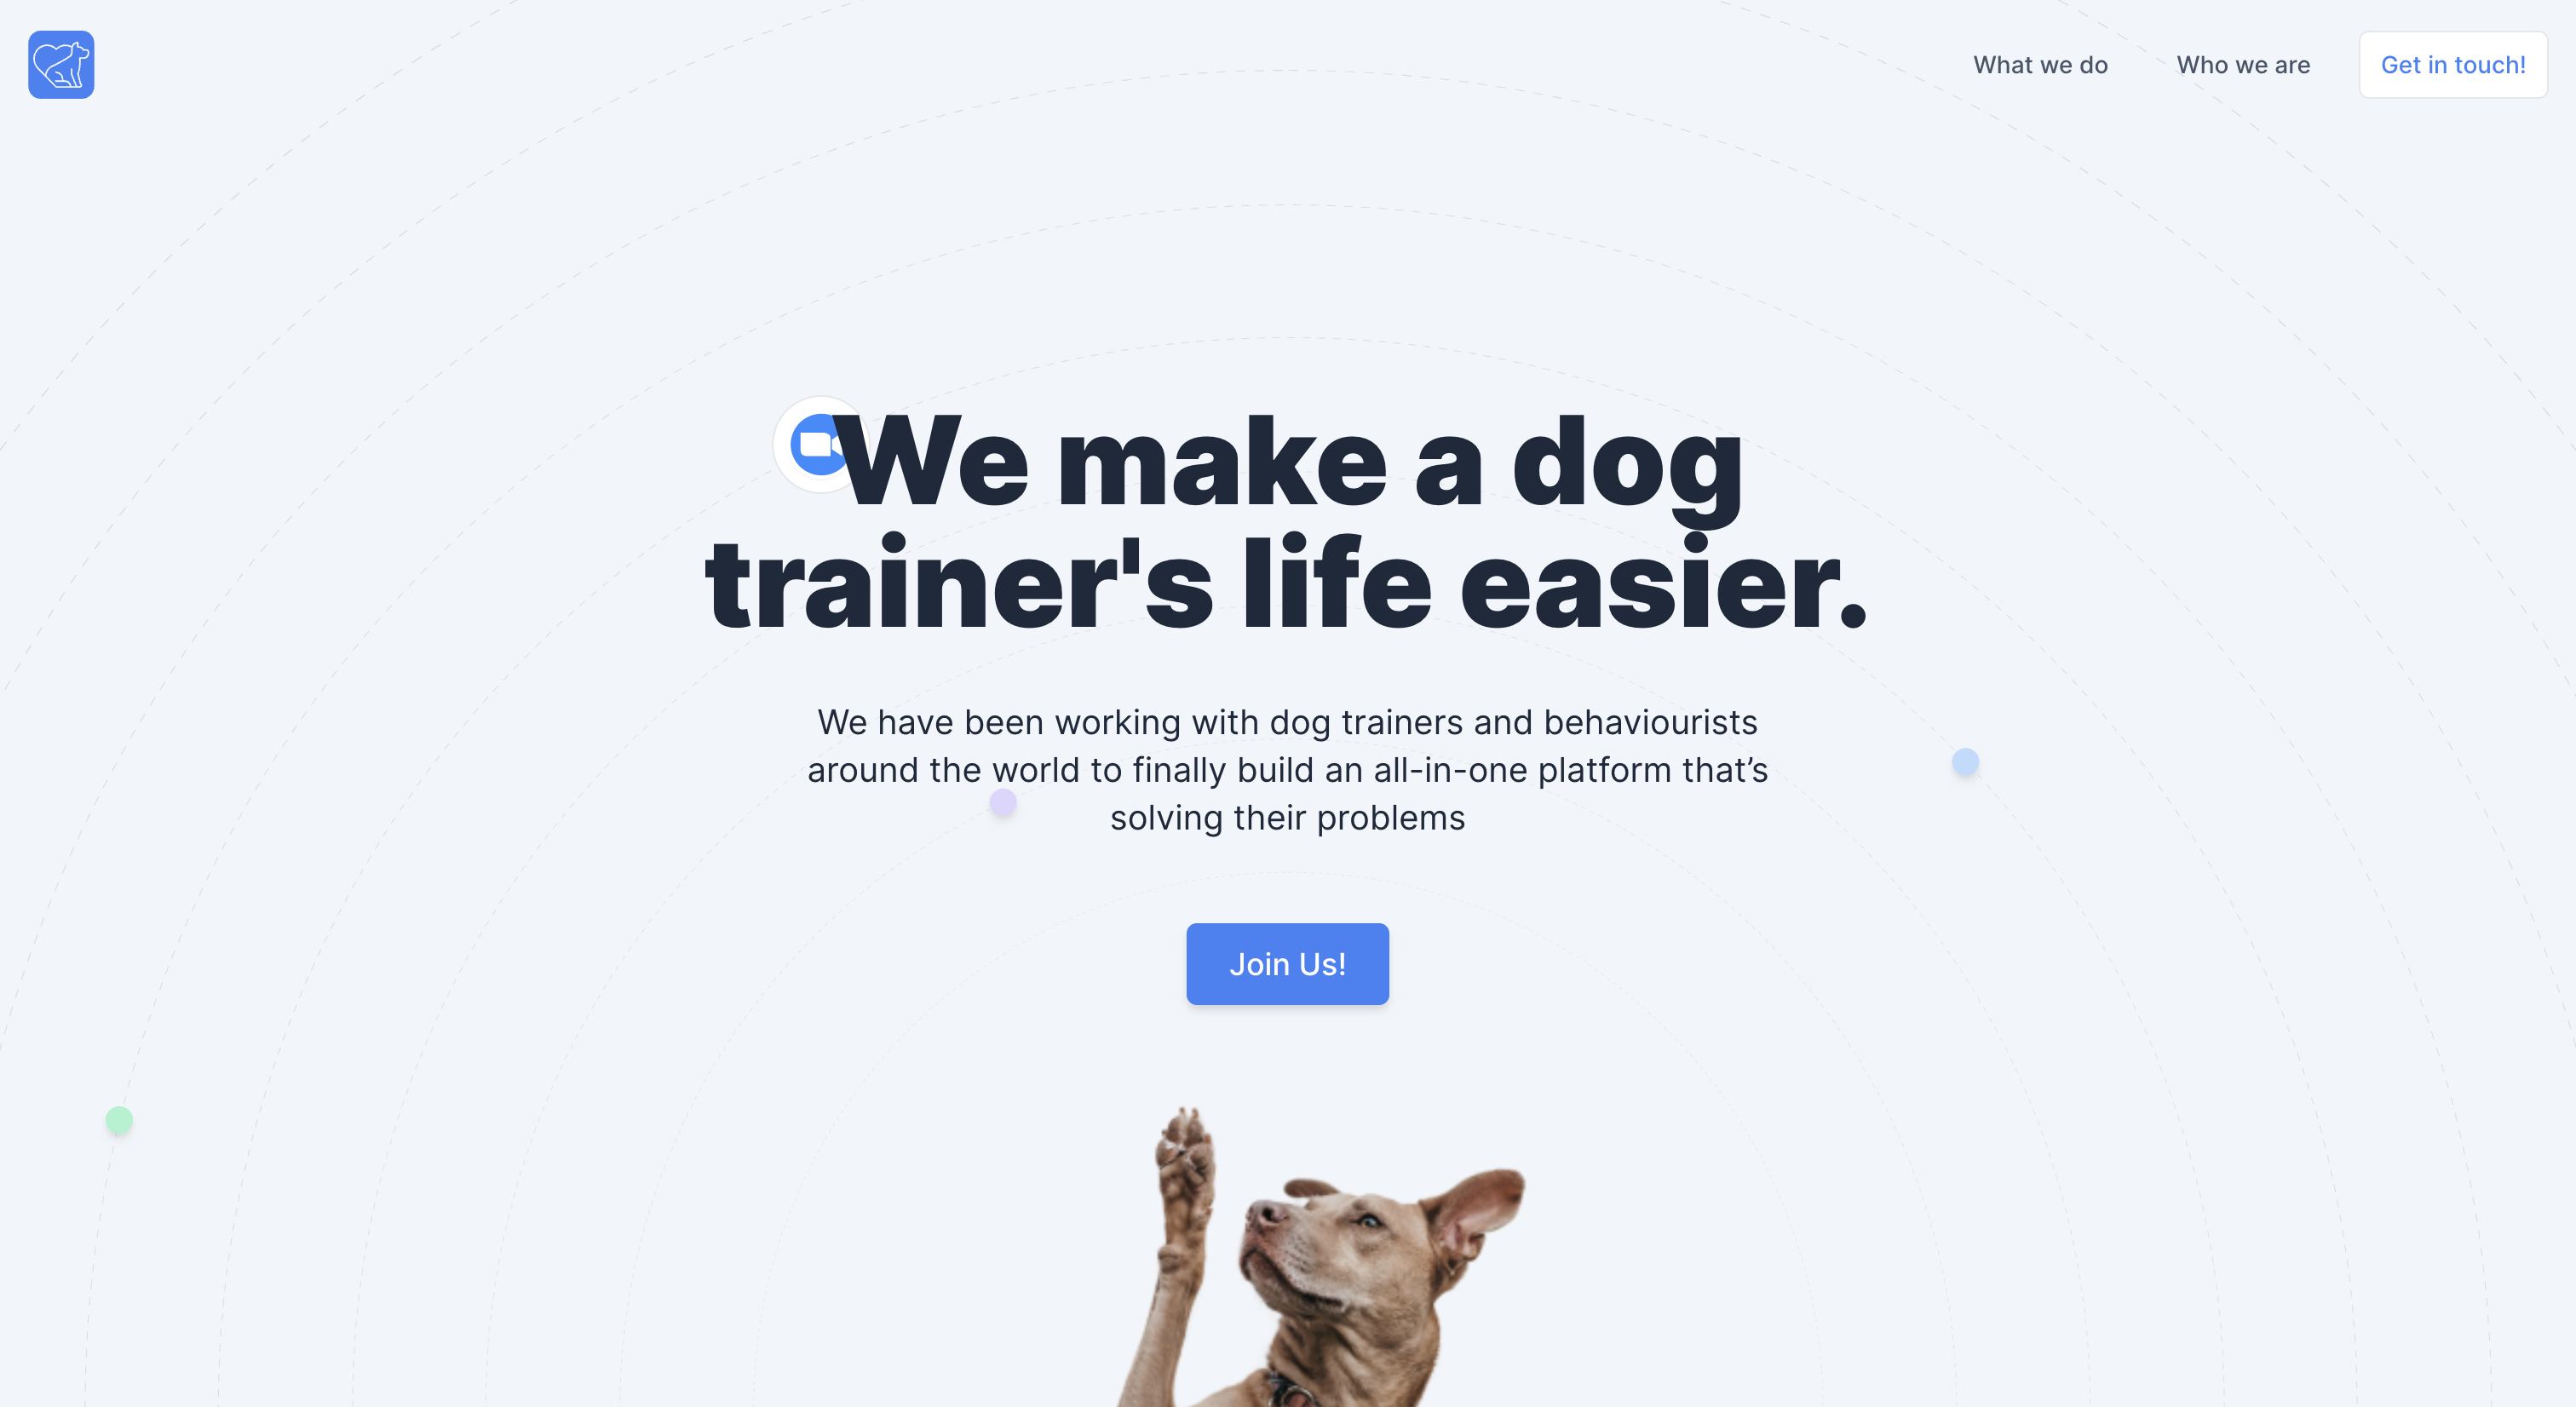 What we do
Who we are
Get in touch!
We make a dog
trainer's life easier.
We have been working with dog trainers and behaviourists
around the world to finally build an all-in-one platform that’s
solving their problems
Join Us!